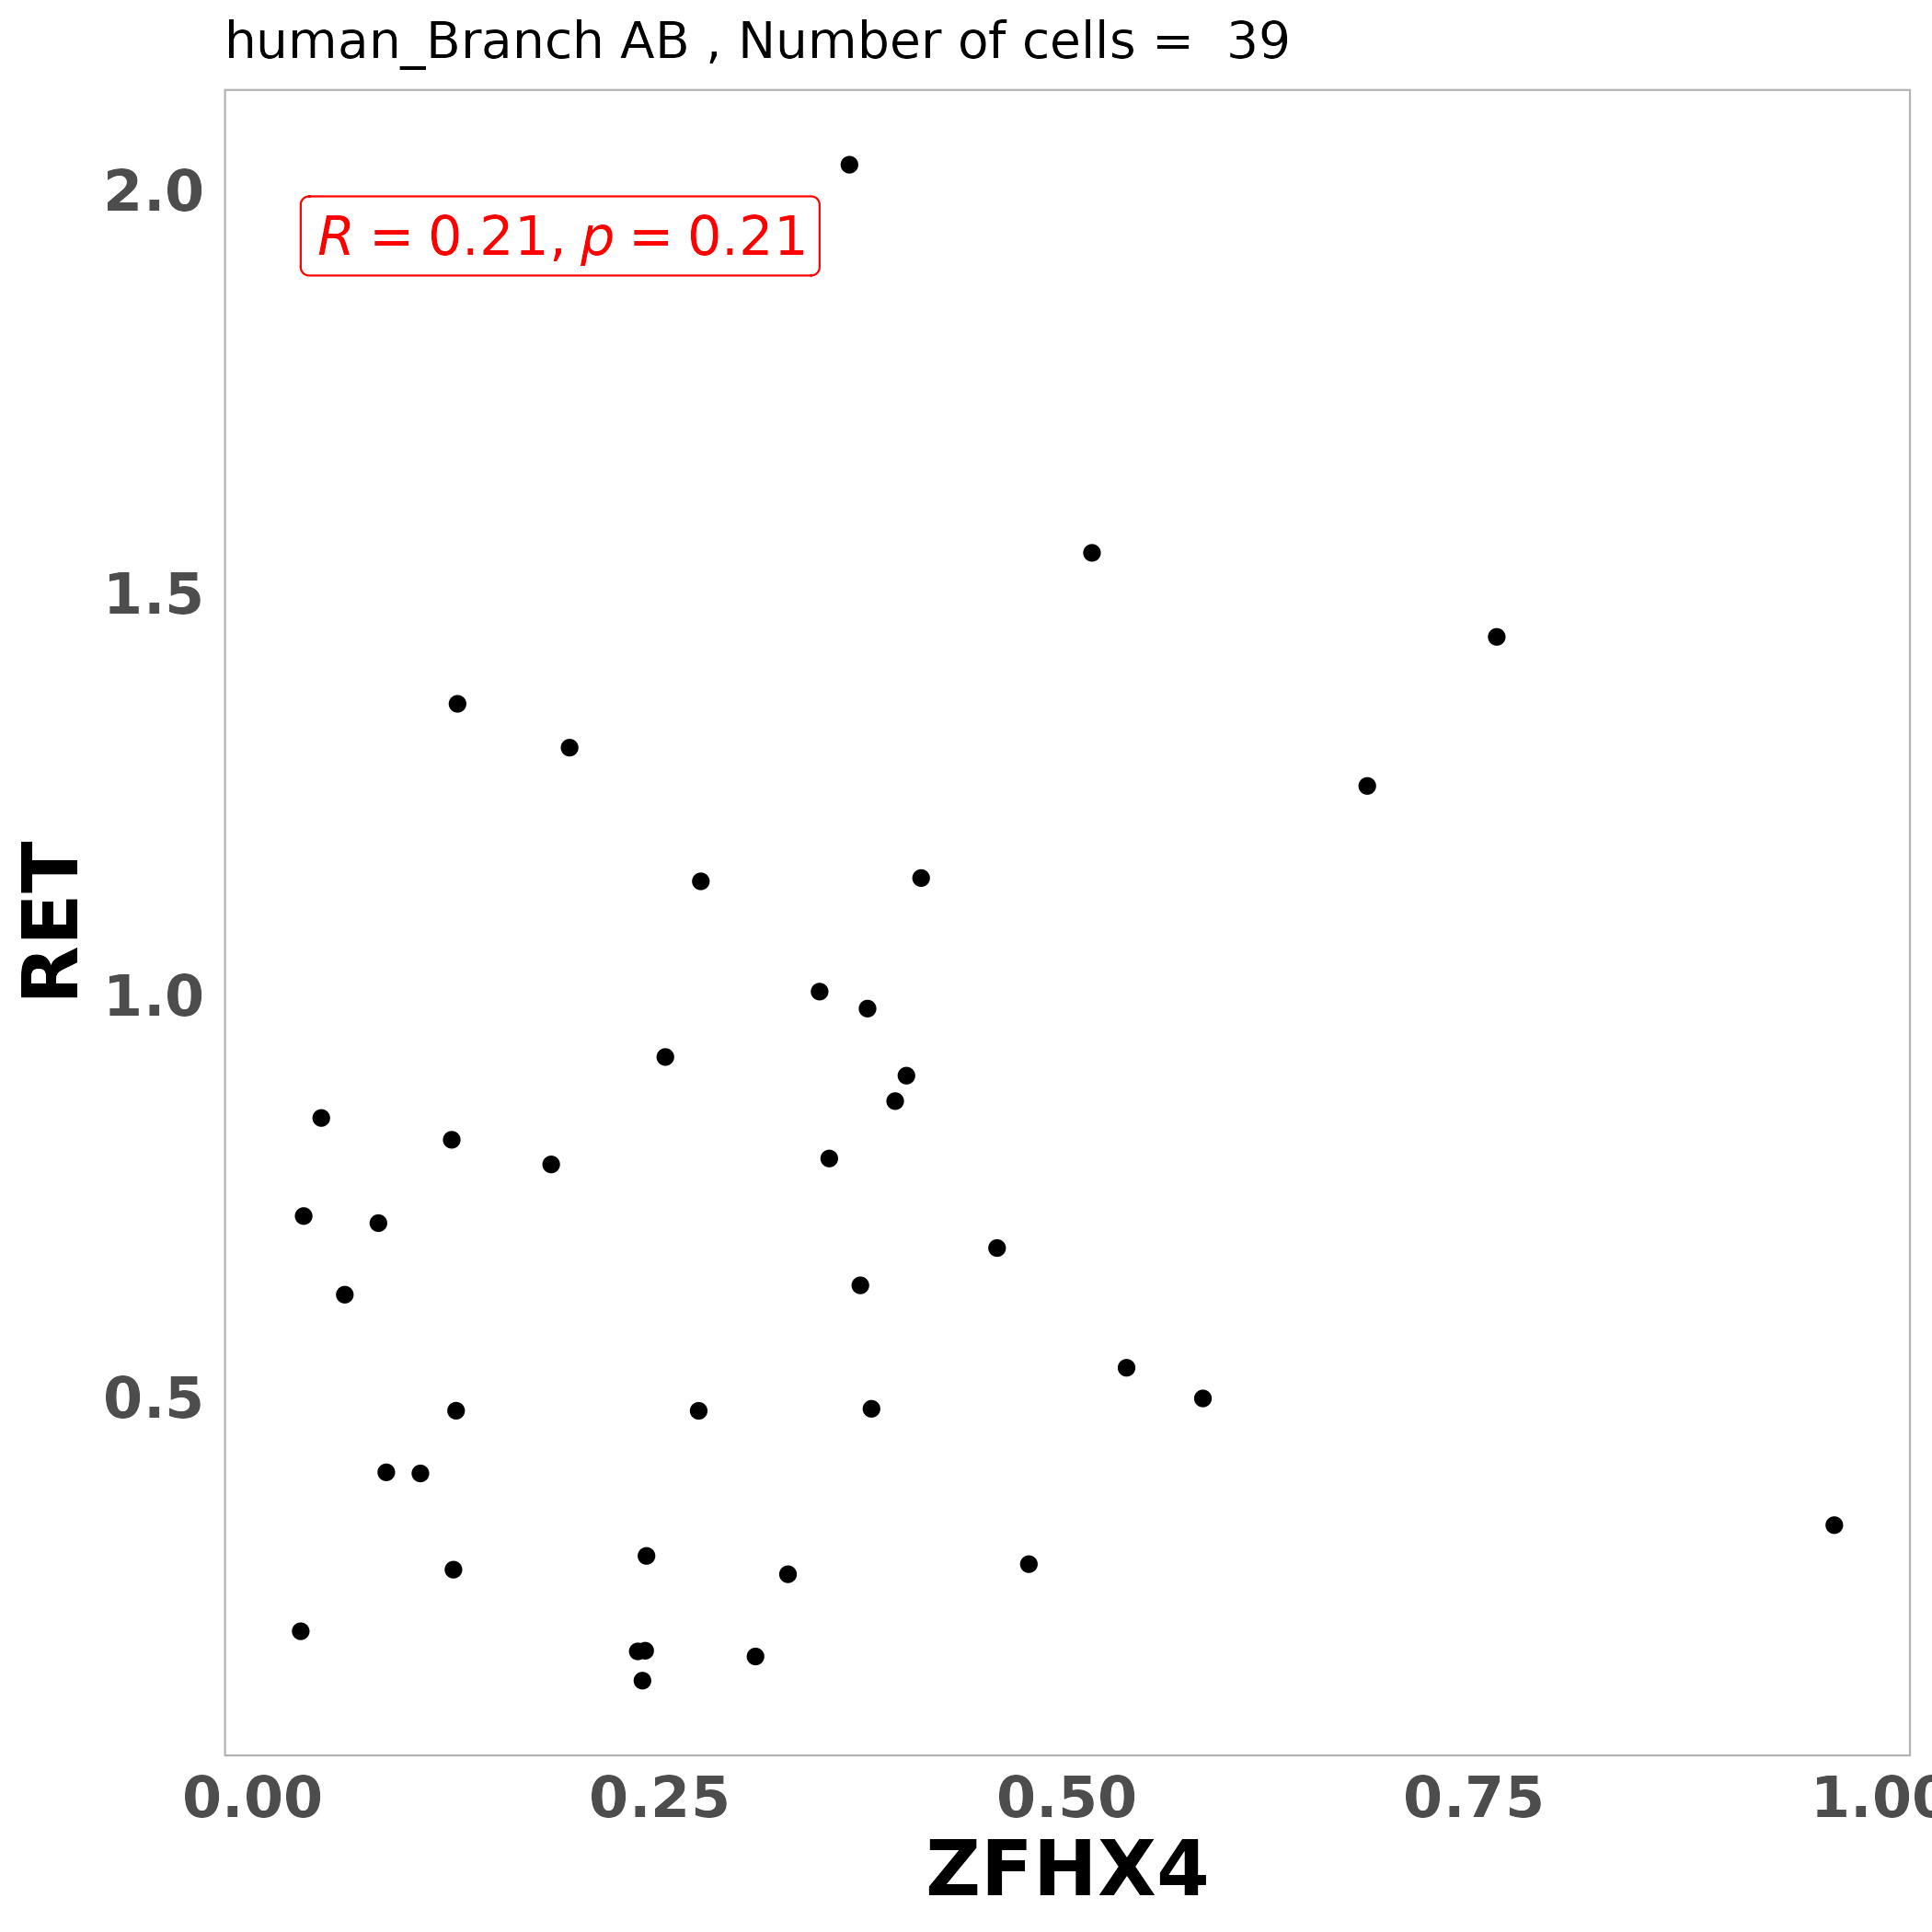 human_Branch AB , Number of cells =  39
R = 0.21, p = 0.21
2.0
1.5
1.0
0.5
RET
0.00 0.25 0.50 0.75 1.00
ZFHX4